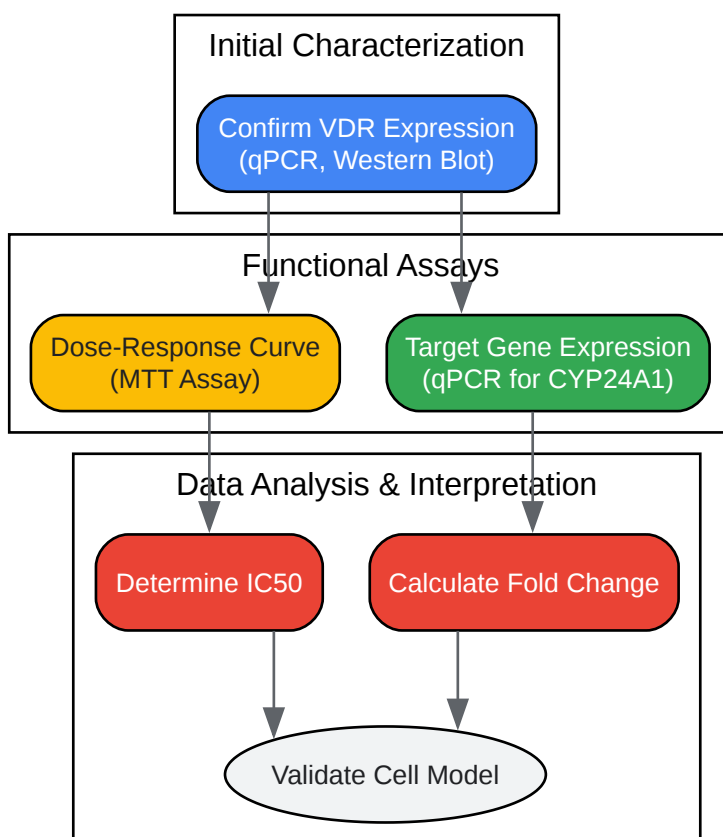 Initial Characterization
Confirm VDR Expression
(qPCR, Western Blot)
Functional Assays
Dose-Response Curve
(MTT Assay)
Target Gene Expression
(qPCR for CYP24A1)
Data Analysis & Interpretation
Determine IC50
Calculate Fold Change
Validate Cell Model